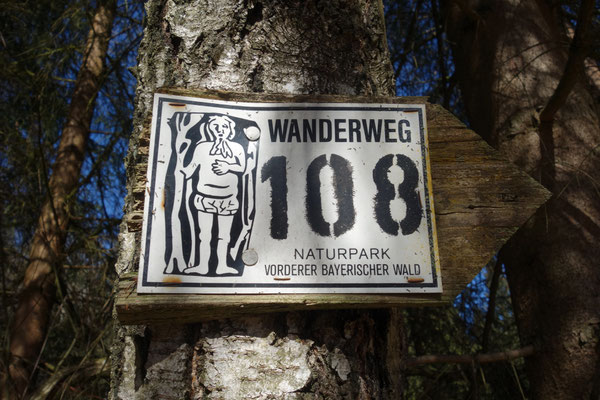 WANDERWEG
108
NATURPARK
VORDERER BAYERISCHER WALD